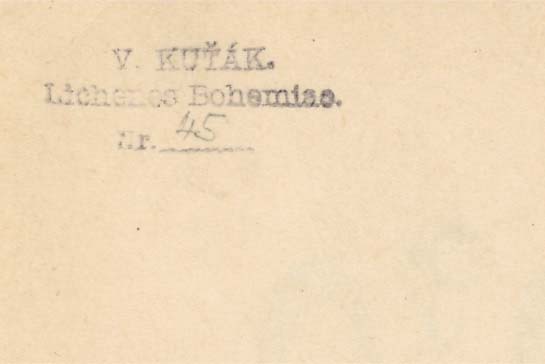 V. KUŤÁK.
Lichenes Bohemiae.
Nr. 45